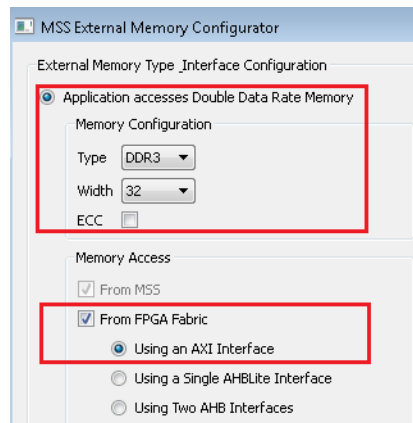 MSS External Memory Configurator
External Memory Type _Interface Configuration
Application accesses Double Data Rate Memory
Memory Configuration
Type DDR3
Width 32
ECC
Memory Access
From MSS
From FPGA Fabric
Using an AXI Interface
Using a Single AHBLite Interface
Using Two AHB Interfaces